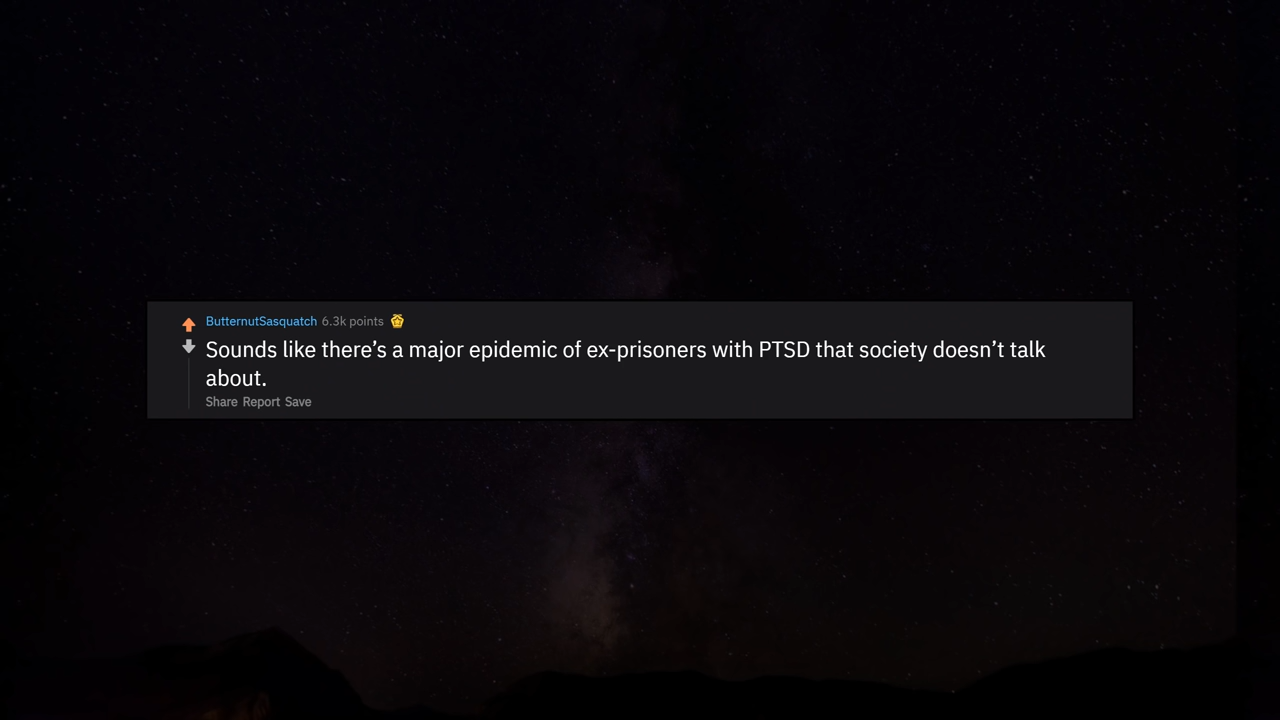 ButternutSasquatch 6.3k points
Sounds like there’s a major epidemic of ex-prisoners with PTSD that society doesn’t talk
about.
Share Report Save